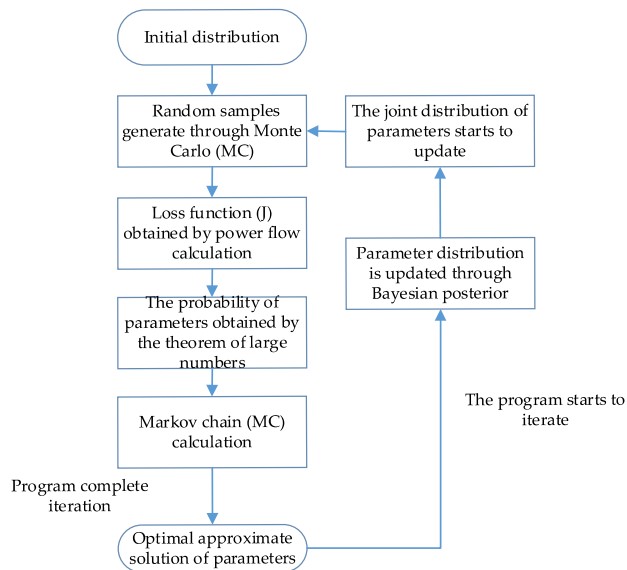 Initial distribution
Random samples
generate through Monte
Carlo (MC)
The joint distribution of
parameters starts to
update
Loss function (J)
obtained by power flow
calculation
Parameter distribution
is updated through
Bayesian posterior
The probability of
parameters obtained by
the theorem of large
numbers
Markov chain (MC)
calculation
The program starts to
iterate
Program complete
iteration
Optimal approximate
solution of parameters